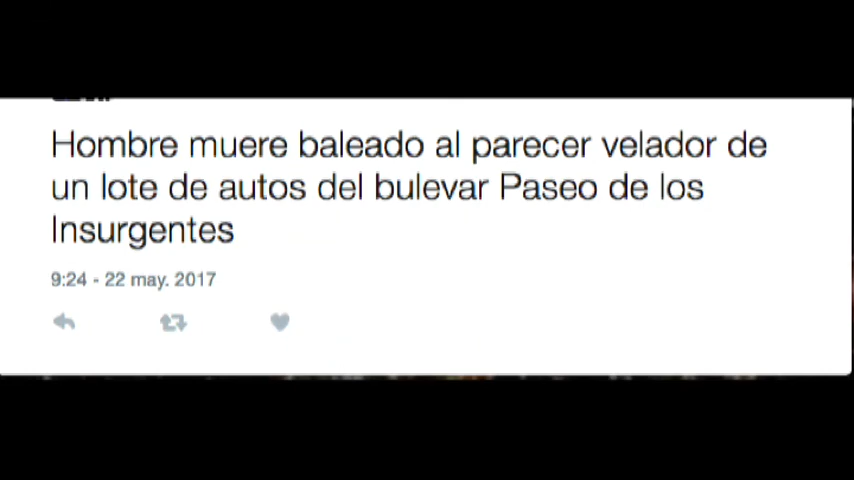 Hombre muere baleado al parecer velador de
un lote de autos del bulevar Paseo de los
Insurgentes
9:24 - 22 may. 2017